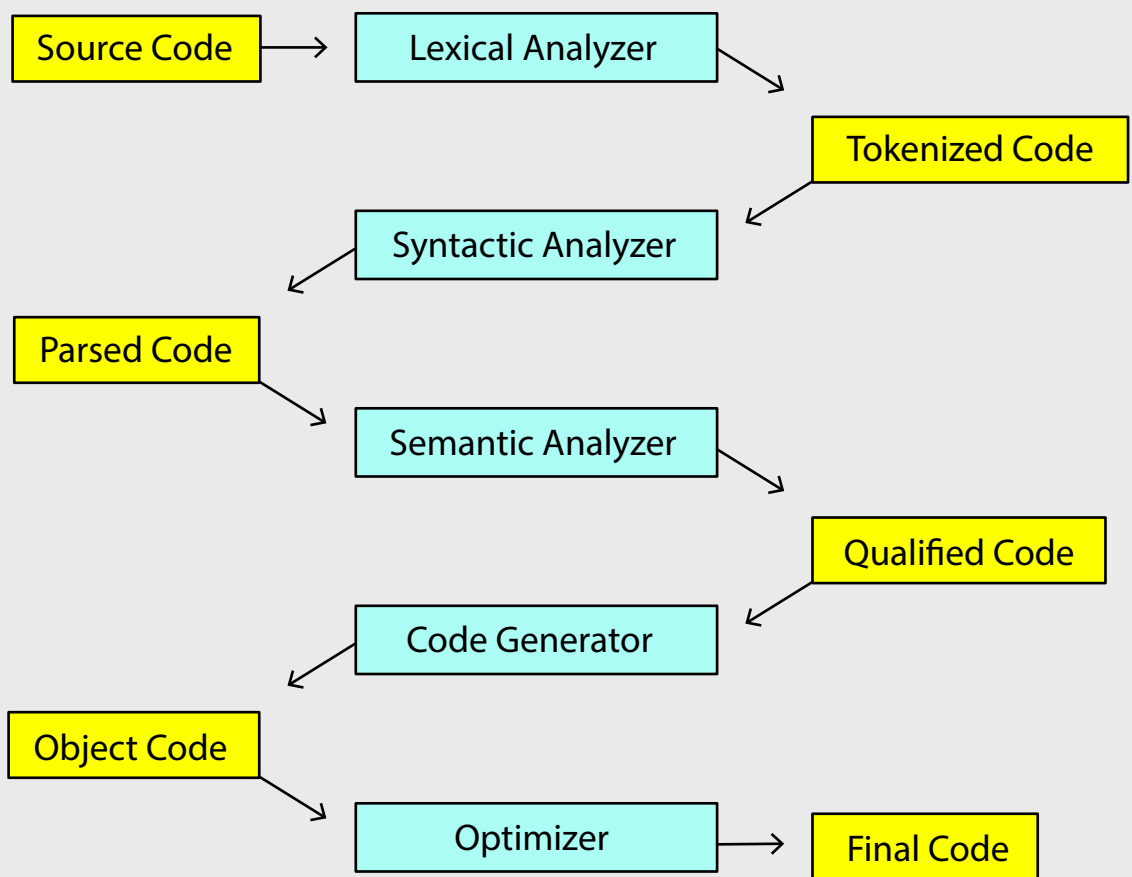 Source Code
Lexical Analyzer
Tokenized Code
Syntactic Analyzer
Parsed Code
Semantic Analyzer
Qualified Code
Code Generator
Object Code
Optimizer
Final Code